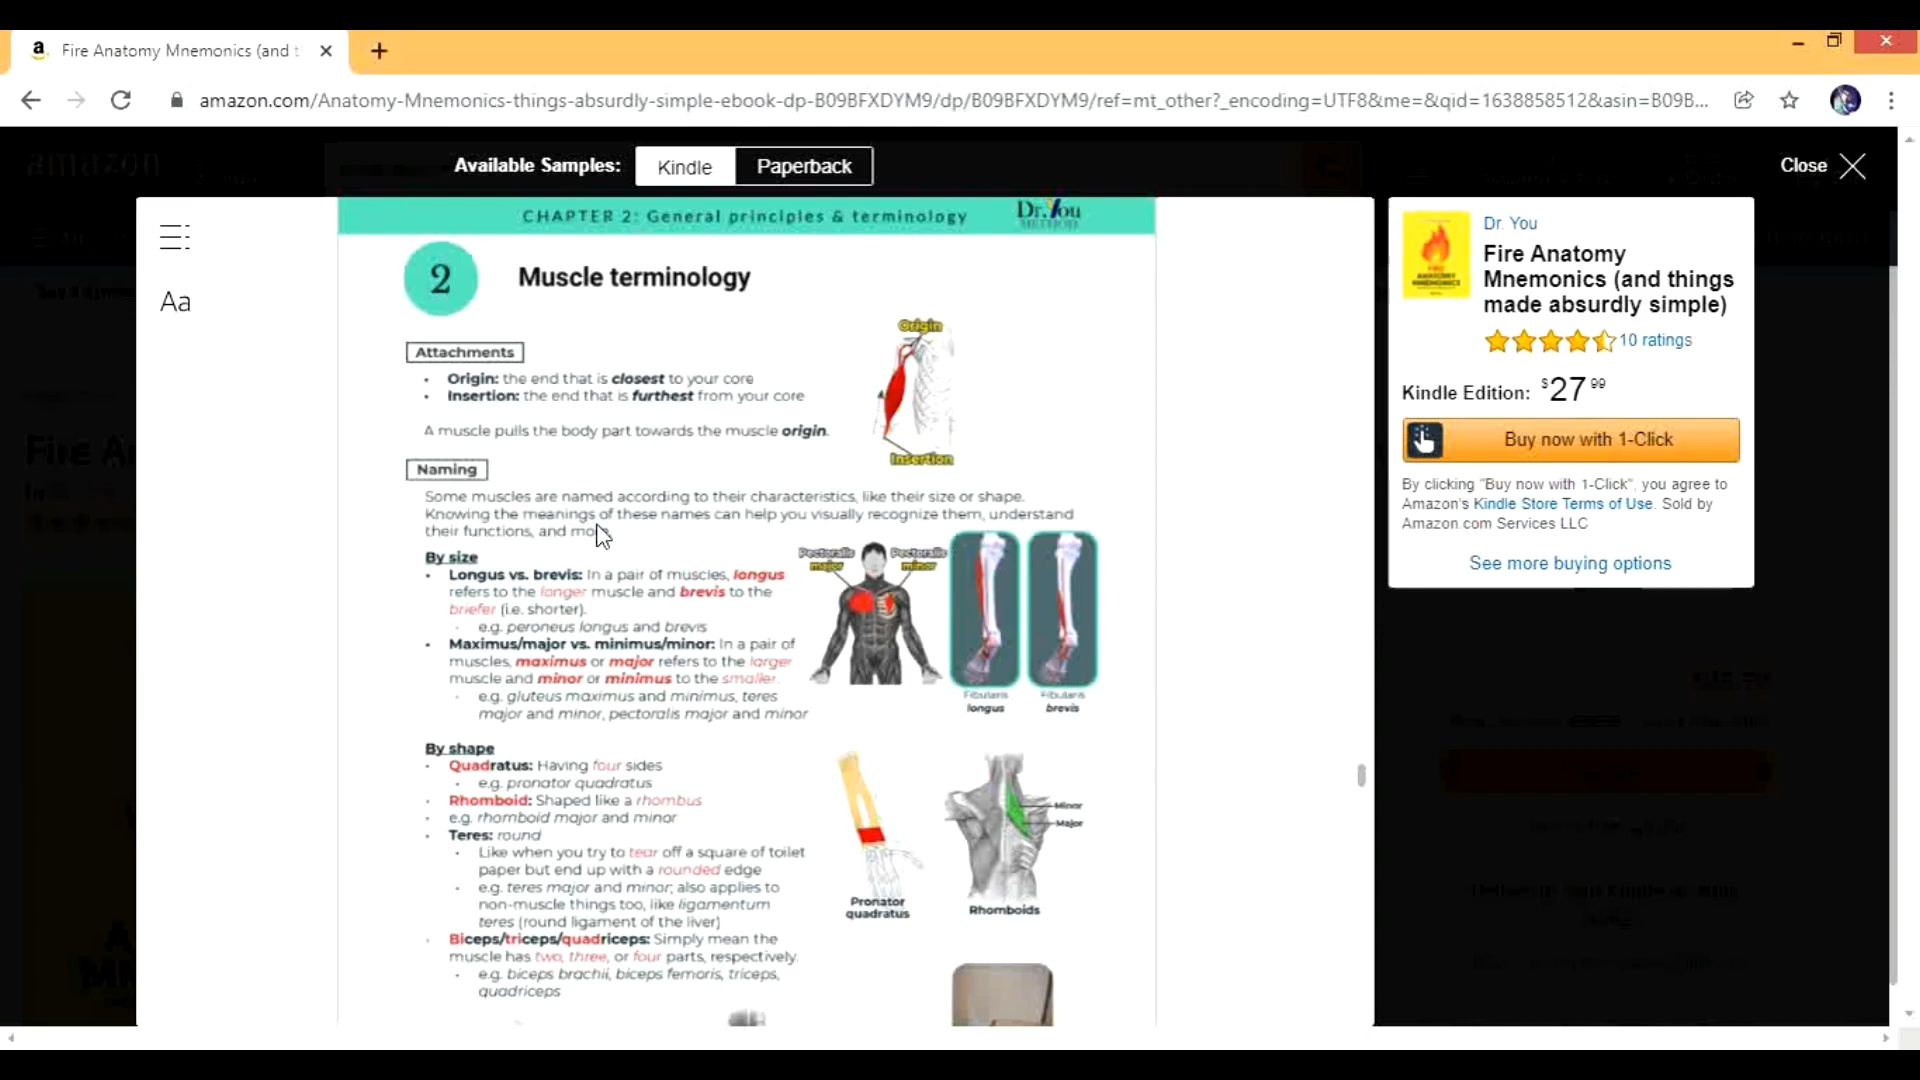 Fire Anatomy Mnemonics (and t
amazon.com/Anatomy-Mnemonics-things-absurdly-simple-ebook-dp-B09BFXDYM9/dp/B09BFXDYM9/ref=mt_other?_encoding=UTF8&me=&qid=1638858512&asin=B09B...
amazon
Available Samples:
Kindle
Paperback
Close
Aa
CHAPTER 2: General principles & terminology
Dr. You
METHOD
2
Muscle terminology
Attachments
• Origin: the end that is closest to your core
• Insertion: the end that is furthest from your core
A muscle pulls the body part towards the muscle origin.
Origin
Insertion
Naming
Some muscles are named according to their characteristics, like their size or shape.
Knowing the meanings of these names can help you visually recognize them, understand
their functions, and mo
By size
• Longus vs. brevis: In a pair of muscles, longus
refers to the longer muscle and brevis to the
briefer (i.e. shorter).
- e.g. peroneus longus and brevis
• Maximus/major vs. minimus/minor: In a pair of
muscles, maximus or major refers to the larger
muscle and minor or minimus to the smaller.
- e.g. gluteus maximus and minimus, teres
major and minor, pectoralis major and minor
Pectoralis
major
Pectoralis
minor
Fibularis
longus
Fibularis
brevis
By shape
• Quadratus: Having four sides
• e.g. pronator quadratus
• Rhomboid: Shaped like a rhombus
• e.g. rhomboid major and minor
• Teres: round
• Like when you try to tear off a square of toilet
paper but end up with a rounded edge
• e.g. teres major and minor; also applies to
non-muscle things too, like ligamentum
teres (round ligament of the liver)
• Biceps/triceps/quadriceps: Simply mean the
muscle has two, three, or four parts, respectively.
• e.g. biceps brachii, biceps femoris, triceps,
quadriceps
Pronator
quadratus
Minor
Major
Rhomboids
Dr. You
Fire Anatomy
Mnemonics (and things
made absurdly simple)
10 ratings
Kindle Edition: $27 99
Buy now with 1-Click
By clicking "Buy now with 1-Click", you agree to
Amazon's Kindle Store Terms of Use. Sold by
Amazon.com Services LLC
See more buying options
FIRE
ANATOMY
MNEMONICS
Fire A